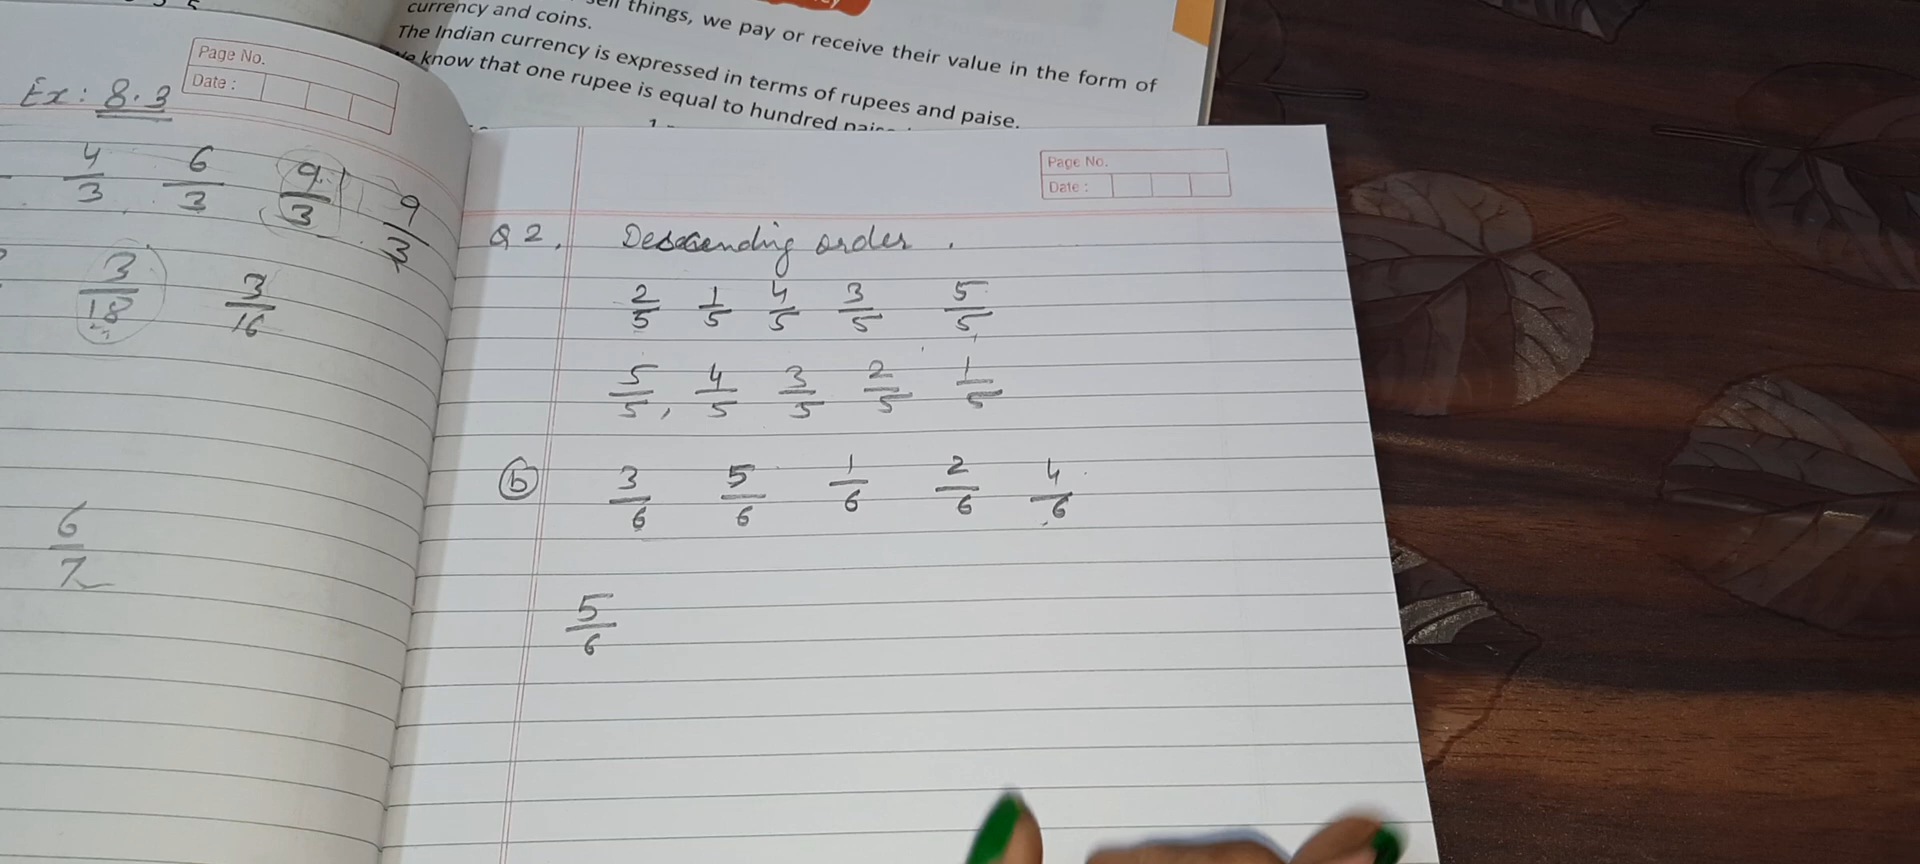 things, we pay or receive their value in the form of
currency and coins.
The Indian currency is expressed in terms of rupees and paise.
know that one rupee is equal to hundred
Page No.
Date :
Ex: 8.3
4/3 6/3 9/3 9/3
3/18 3/16
6/7
Page No.
Date :
Q 2. Descending order.
2/5 1/5 4/5 3/5 5/5
5/5, 4/5 3/5 2/5 1/5
(b) 3/6 5/6 1/6 2/6 4/6
5/6